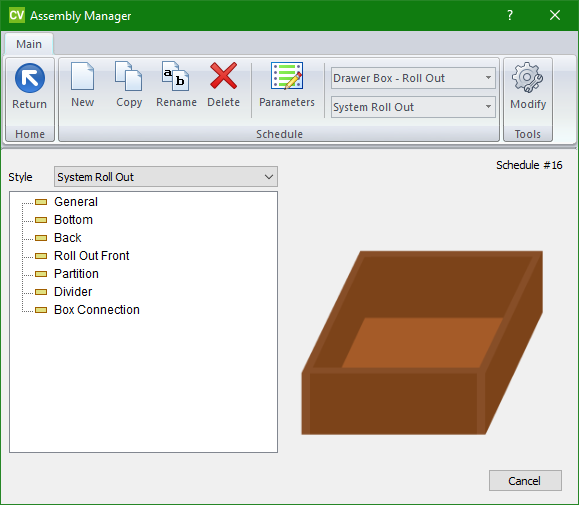 CV Assembly Manager ?
Main
Return
New
Copy
a b
Rename
Delete
Parameters
Drawer Box - Roll Out
System Roll Out
Modify
Home
Schedule
Tools
Schedule #16
Style System Roll Out
General
Bottom
Back
Roll Out Front
Partition
Divider
Box Connection
Cancel